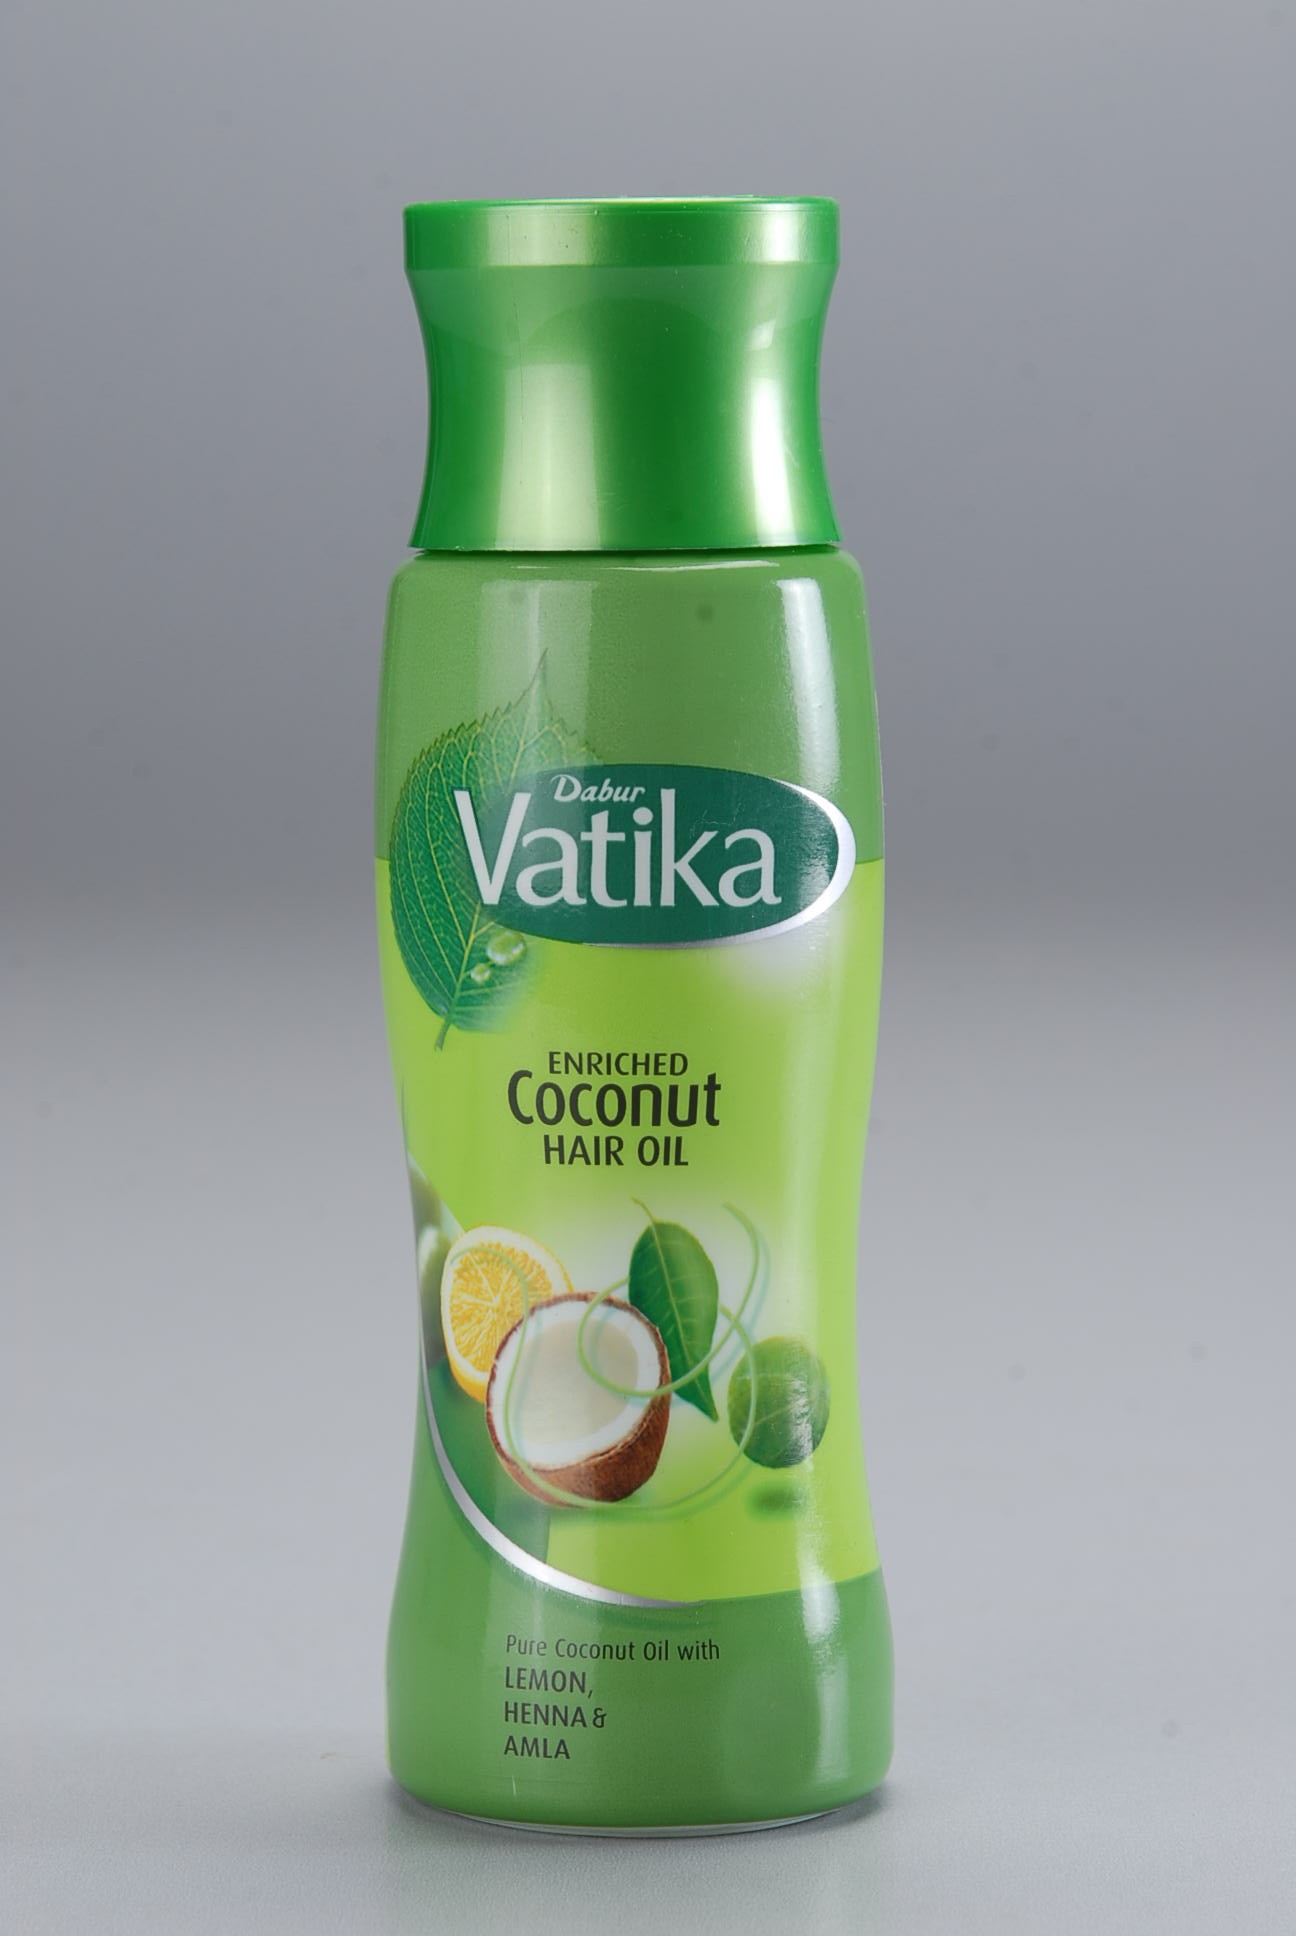 Dabur
Vatika
ENRICHED
Coconut
HAIR OIL
Pure Coconut Oil with
LEMON,
HENNA &
AMLA